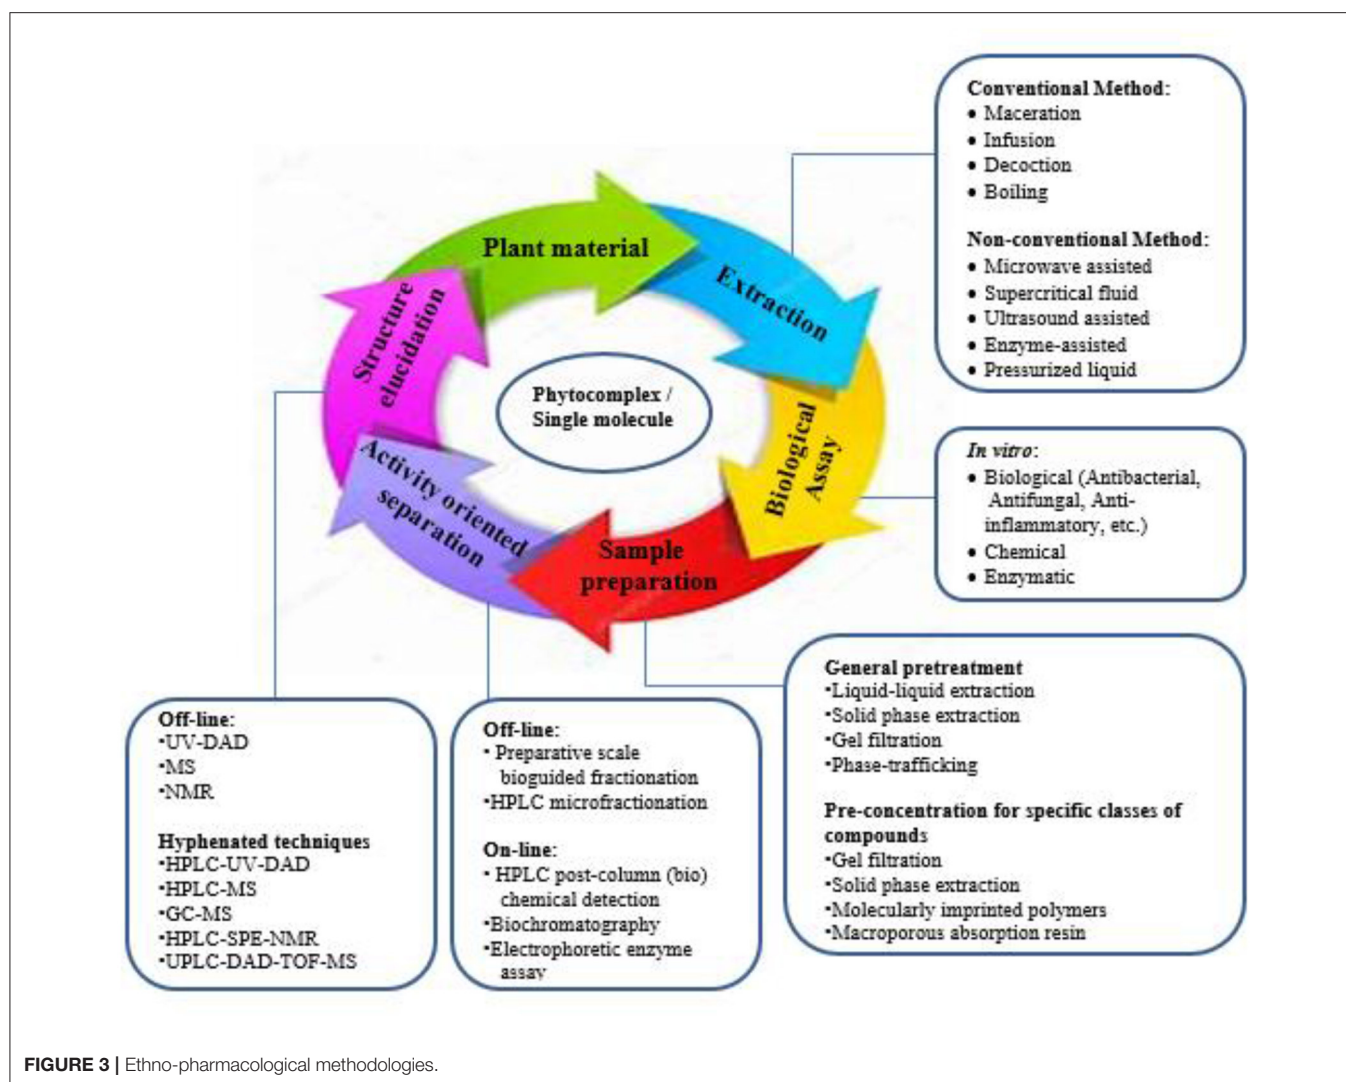 Plant material
Extraction
Biological
Assay
Sample
preparation
Activity oriented
separation
Structure
elucidation
Phytocomplex /
Single molecule
Conventional Method:
• Maceration
• Infusion
• Decoction
• Boiling
Non-conventional Method:
• Microwave assisted
• Supercritical fluid
• Ultrasound assisted
• Enzyme-assisted
• Pressurized liquid
In vitro:
• Biological (Antibacterial,
Antifungal, Anti-
inflammatory, etc.)
• Chemical
• Enzymatic
General pretreatment
•Liquid-liquid extraction
•Solid phase extraction
•Gel filtration
•Phase-trafficking
Pre-concentration for specific classes of
compounds
•Gel filtration
•Solid phase extraction
•Molecularly imprinted polymers
•Macroporous absorption resin
Off-line:
• Preparative scale
bioguided fractionation
•HPLC microfractionation
On-line:
• HPLC post-column (bio)
chemical detection
•Biochromatography
•Electrophoretic enzyme
assay
Off-line:
•UV-DAD
•MS
•NMR
Hyphenated techniques
•HPLC-UV-DAD
•HPLC-MS
•GC-MS
•HPLC-SPE-NMR
•UPLC-DAD-TOF-MS
FIGURE 3 | Ethno-pharmacological methodologies.